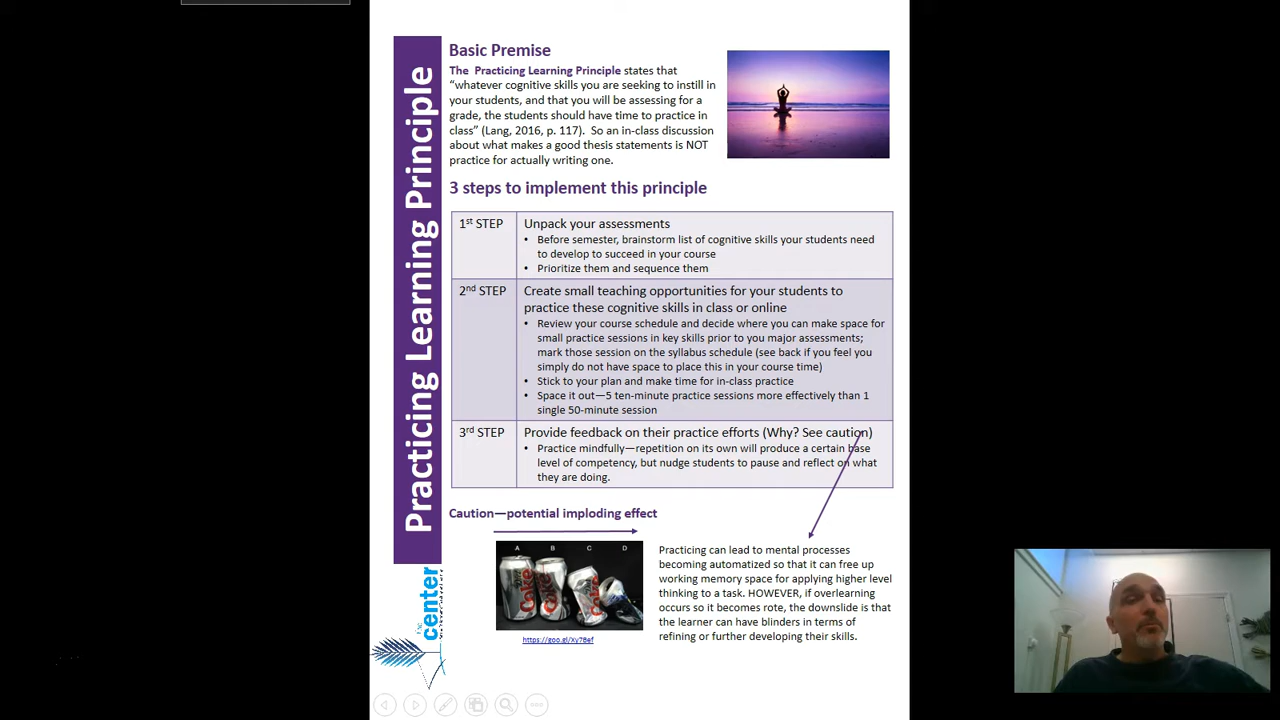 Practicing Learning Principle
Basic Premise
The Practicing Learning Principle states that
“whatever cognitive skills you are seeking to instill in
your students, and that you will be assessing for a
grade, the students should have time to practice in
class” (Lang, 2016, p. 117). So an in-class discussion
about what makes a good thesis statements is NOT
practice for actually writing one.
3 steps to implement this principle
1st STEP
Unpack your assessments
• Before semester, brainstorm list of cognitive skills your students need
to develop to succeed in your course
• Prioritize them and sequence them
2nd STEP
Create small teaching opportunities for your students to
practice these cognitive skills in class or online
• Review your course schedule and decide where you can make space for
small practice sessions in key skills prior to you major assessments;
mark those session on the syllabus schedule (see back if you feel you
simply do not have space to place this in your course time)
• Stick to your plan and make time for in-class practice
• Space it out—5 ten-minute practice sessions more effectively than 1
single 50-minute session
3rd STEP
Provide feedback on their practice efforts (Why? See caution)
• Practice mindfully—repetition on its own will produce a certain base
level of competency, but nudge students to pause and reflect on what
they are doing.
Caution—potential imploding effect
A B C D
Coke
Coke
Coke
https://goo.gl/Xy7Bef
Practicing can lead to mental processes
becoming automatized so that it can free up
working memory space for applying higher level
thinking to a task. HOWEVER, if overlearning
occurs so it becomes rote, the downslide is that
the learner can have blinders in terms of
refining or further developing their skills.
center